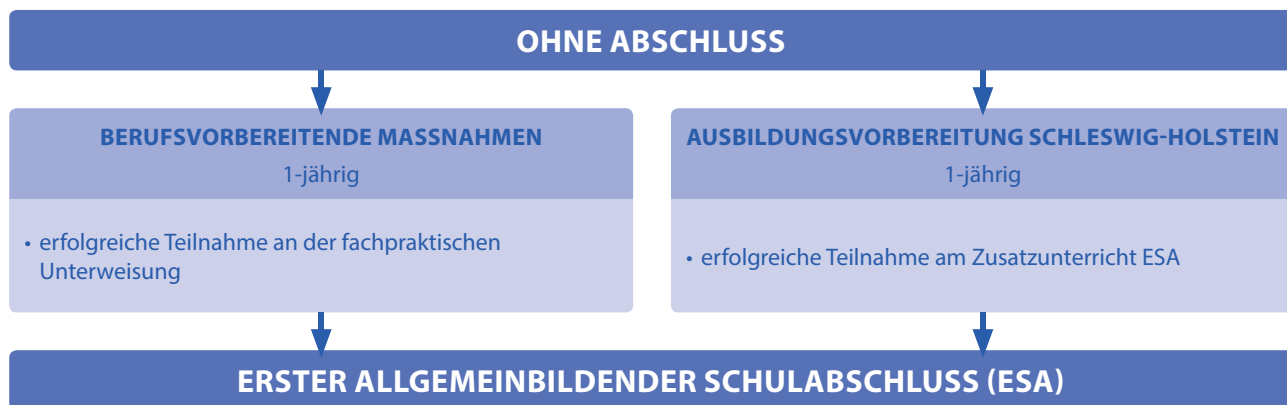 OHNE ABSCHLUSS
BERUFSVORBEREITENDE MASSNAHMEN
1-jährig
• erfolgreiche Teilnahme an der fachpraktischen
Unterweisung
AUSBILDUNGSVORBEREITUNG SCHLESWIG-HOLSTEIN
1-jährig
• erfolgreiche Teilnahme am Zusatzunterricht ESA
ERSTER ALLGEMEINBILDENDER SCHULABSCHLUSS (ESA)